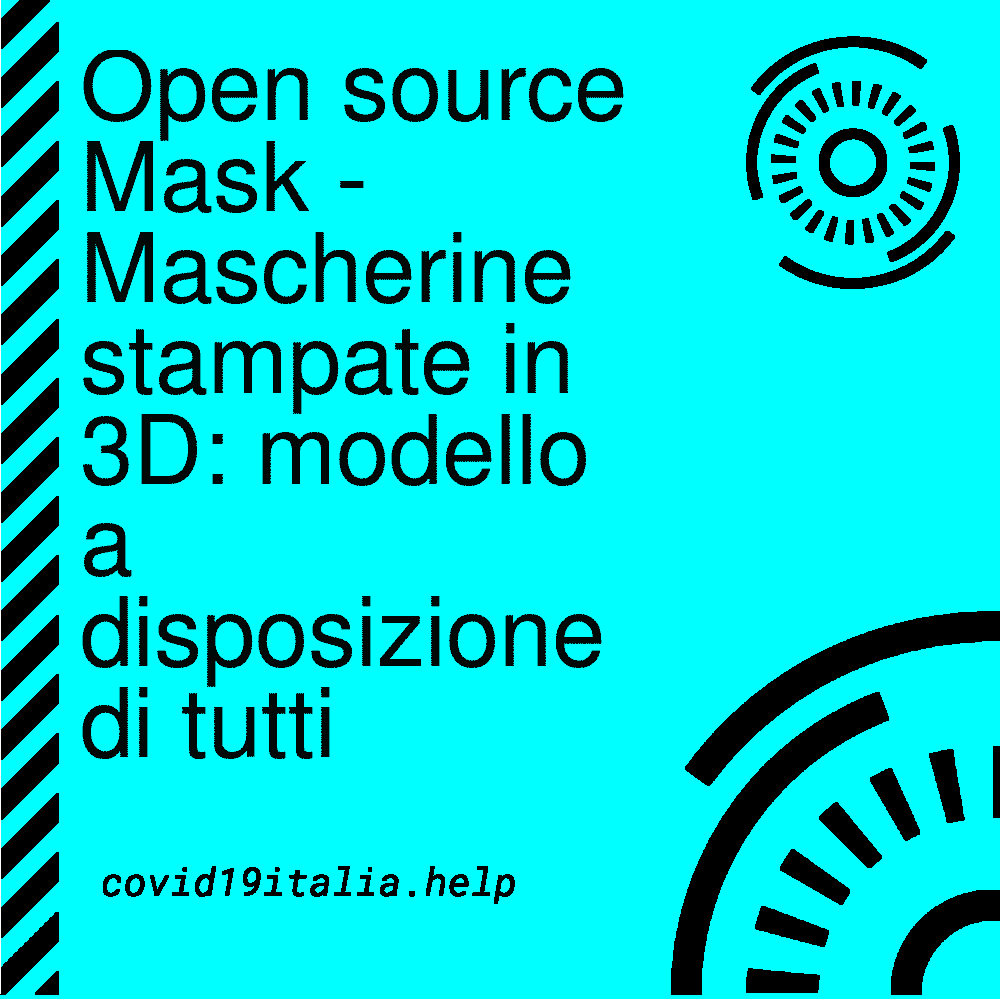 Open source
Mask -
Mascherine
stampate in
3D: modello
a
disposizione
di tutti
covid19italia.help